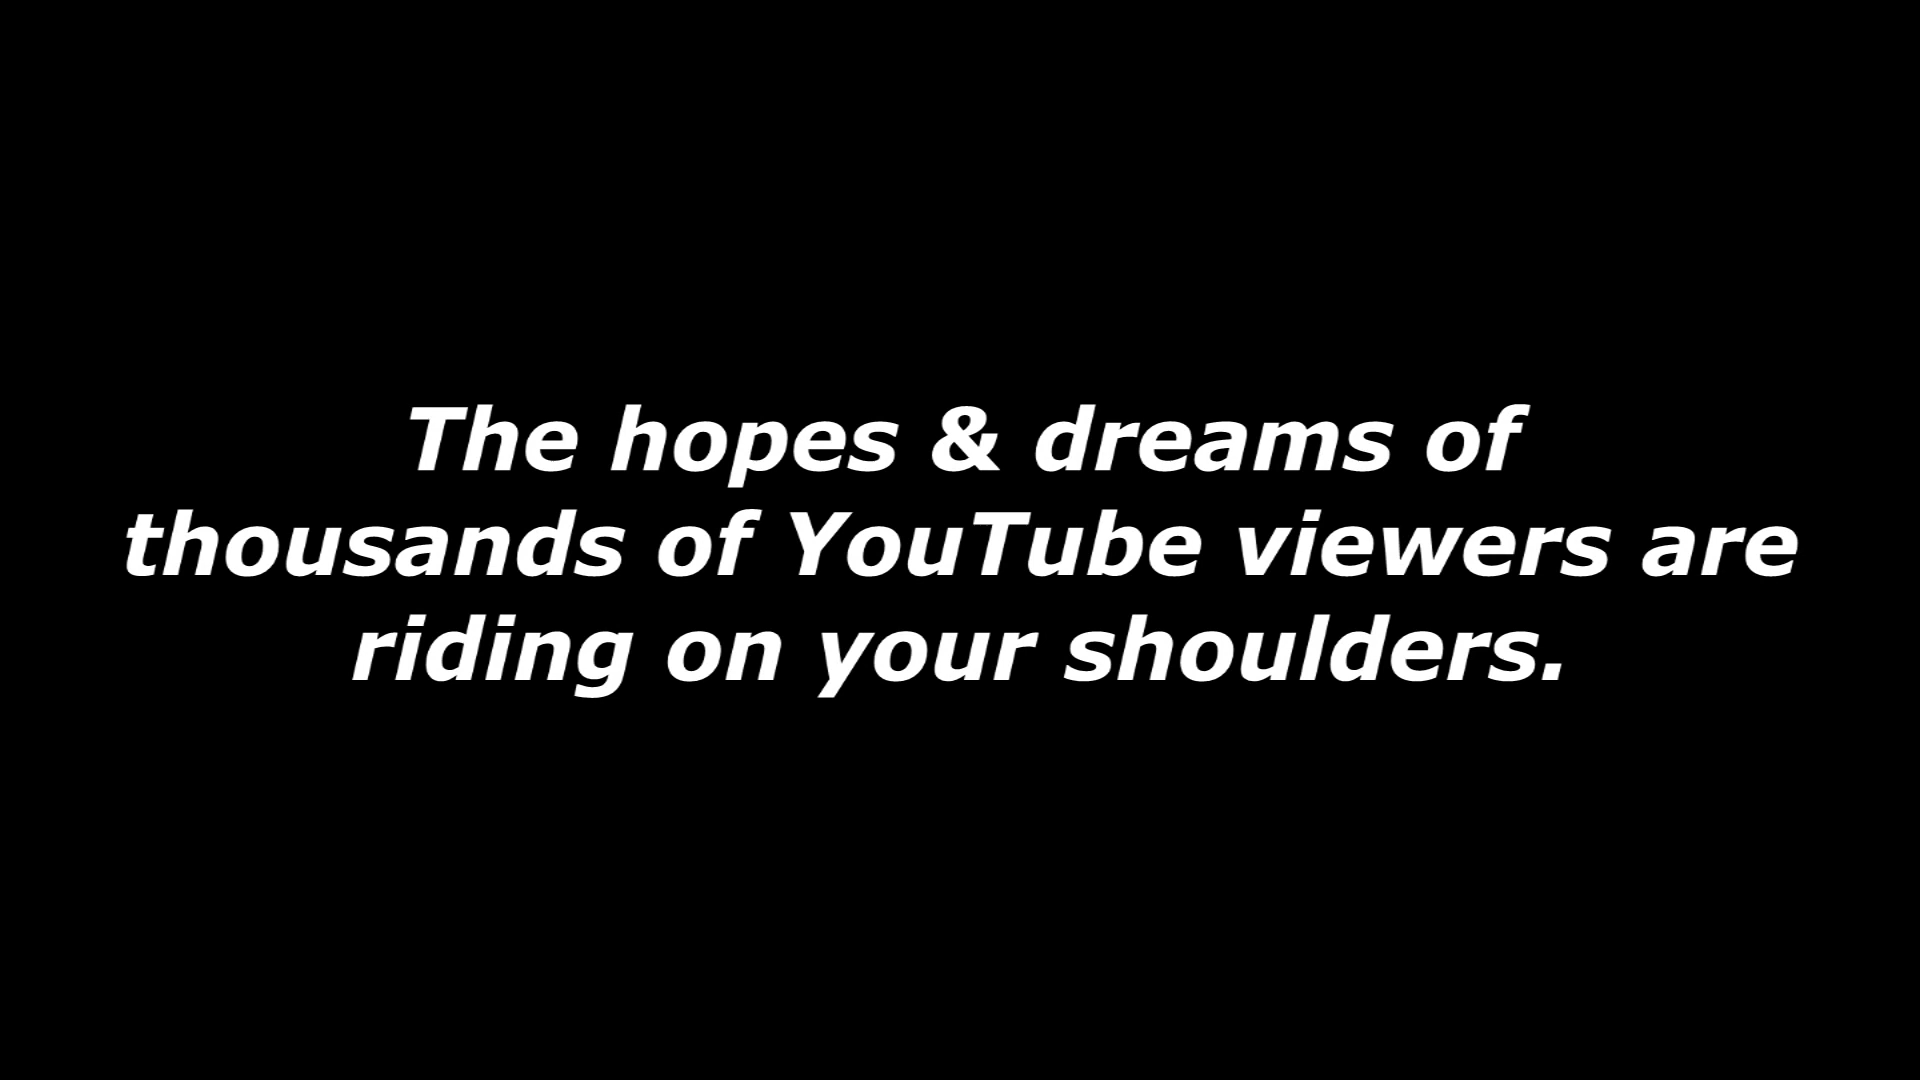 The hopes & dreams of
thousands of YouTube viewers are
riding on your shoulders.